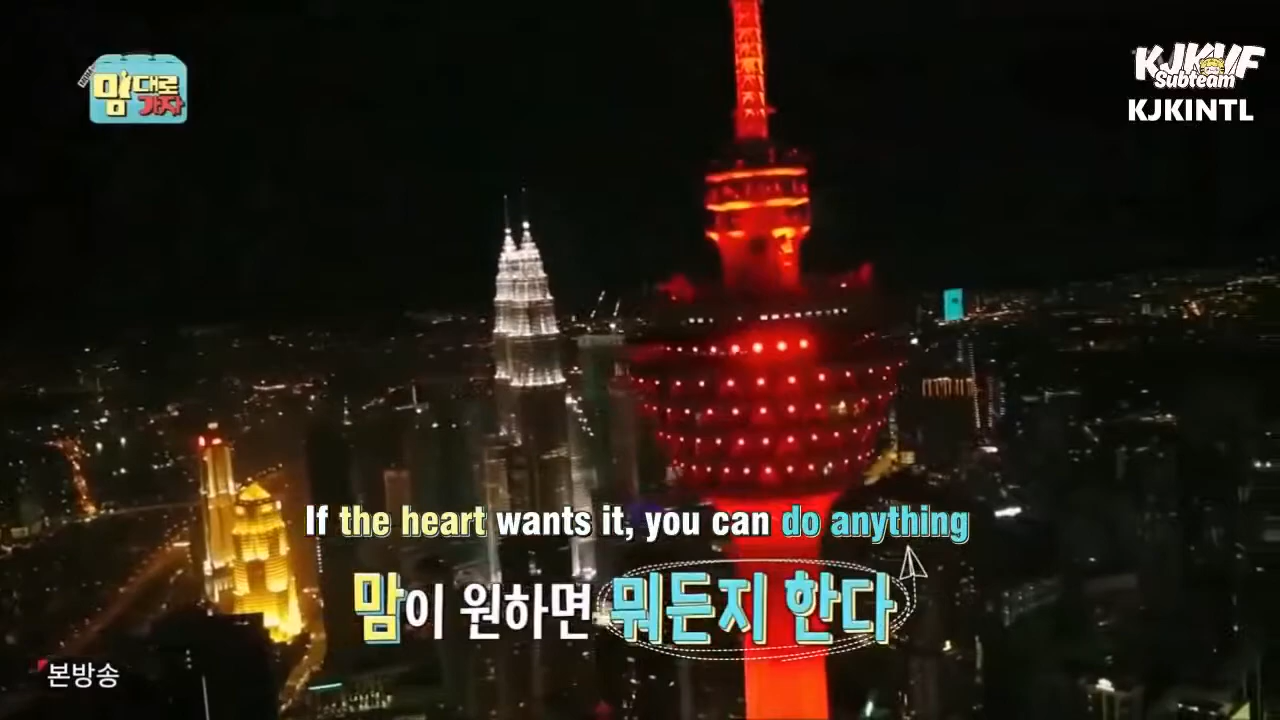 맘대로
가자
KJKHF
Subteam
KJKINTL
If the heart wants it, you can do anything
맘이 원하면 뭐든지 한다
본방송